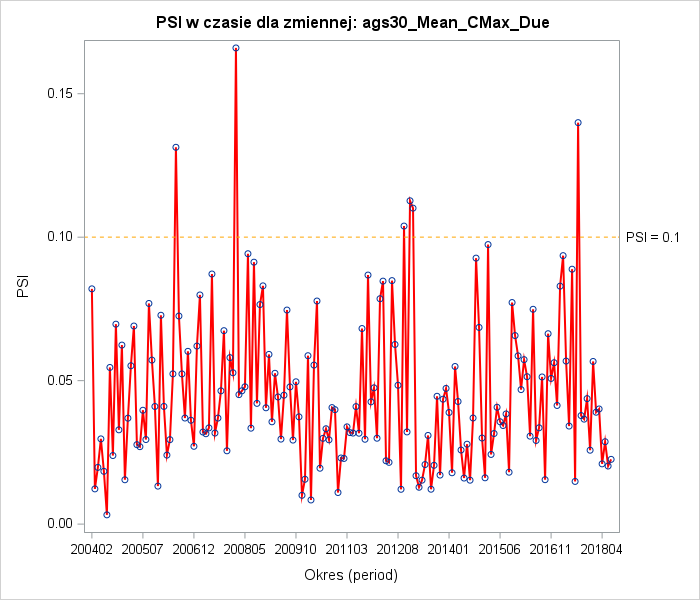 PSI w czasie dla zmiennej: ags30_Mean_CMax_Due
0.15
0.10
0.05
0.00
PSI
PSI = 0.1
200402 200507 200612 200805 200910 201103 201208 201401 201506 201611 201804
Okres (period)